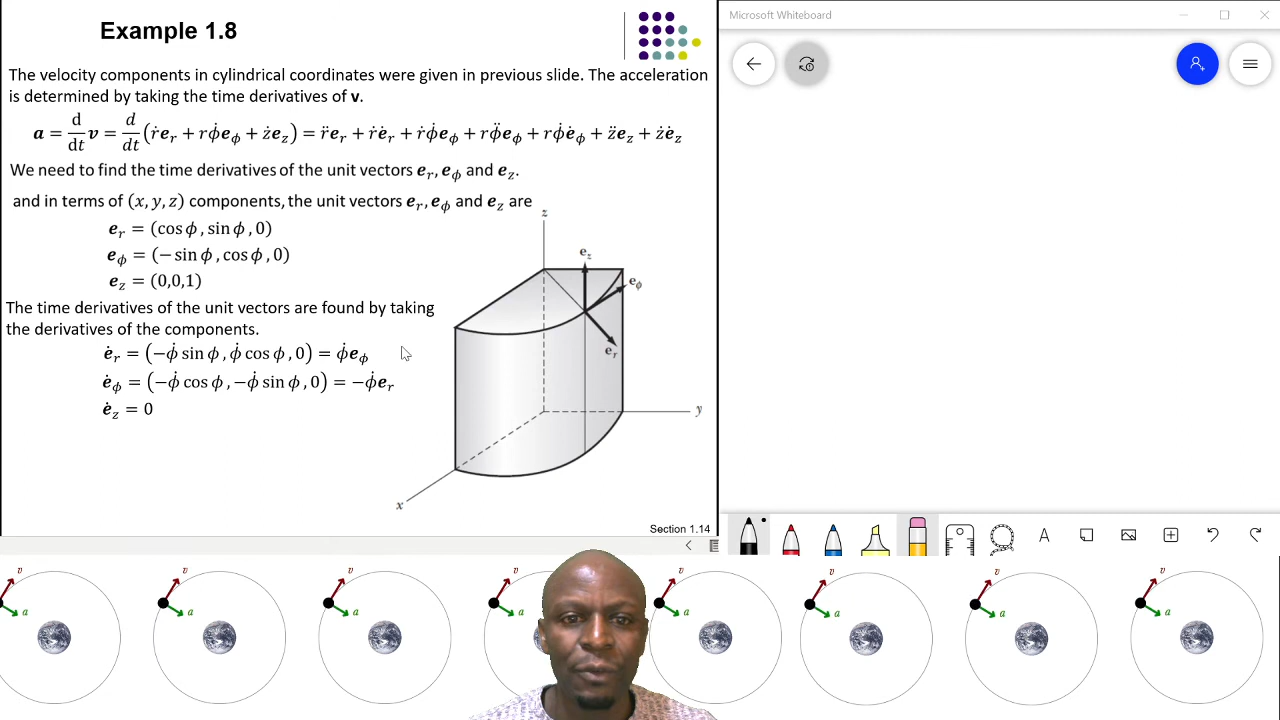 Example 1.8
The velocity components in cylindrical coordinates were given in previous slide. The acceleration
is determined by taking the time derivatives of v.
a = d/dt v = d/dt (ṙe_r + rϕ̇e_ϕ + że_z) = r̈e_r + ṙė_r + ṙϕ̇e_ϕ + rϕ̈e_ϕ + rϕ̇ė_ϕ + z̈e_z + żė_z
We need to find the time derivatives of the unit vectors e_r, e_ϕ and e_z.
and in terms of (x, y, z) components, the unit vectors e_r, e_ϕ and e_z are
e_r = (cos ϕ, sin ϕ, 0)
e_ϕ = (− sin ϕ, cos ϕ, 0)
e_z = (0,0,1)
The time derivatives of the unit vectors are found by taking
the derivatives of the components.
ė_r = (−ϕ̇ sin ϕ, ϕ̇ cos ϕ, 0) = ϕ̇e_ϕ
ė_ϕ = (−ϕ̇ cos ϕ, −ϕ̇ sin ϕ, 0) = −ϕ̇e_r
ė_z = 0
z
e_z
e_ϕ
e_r
y
x
Section 1.14
Microsoft Whiteboard
A
v
a
v
a
v
a
v
a
v
a
v
a
v
a
v
a